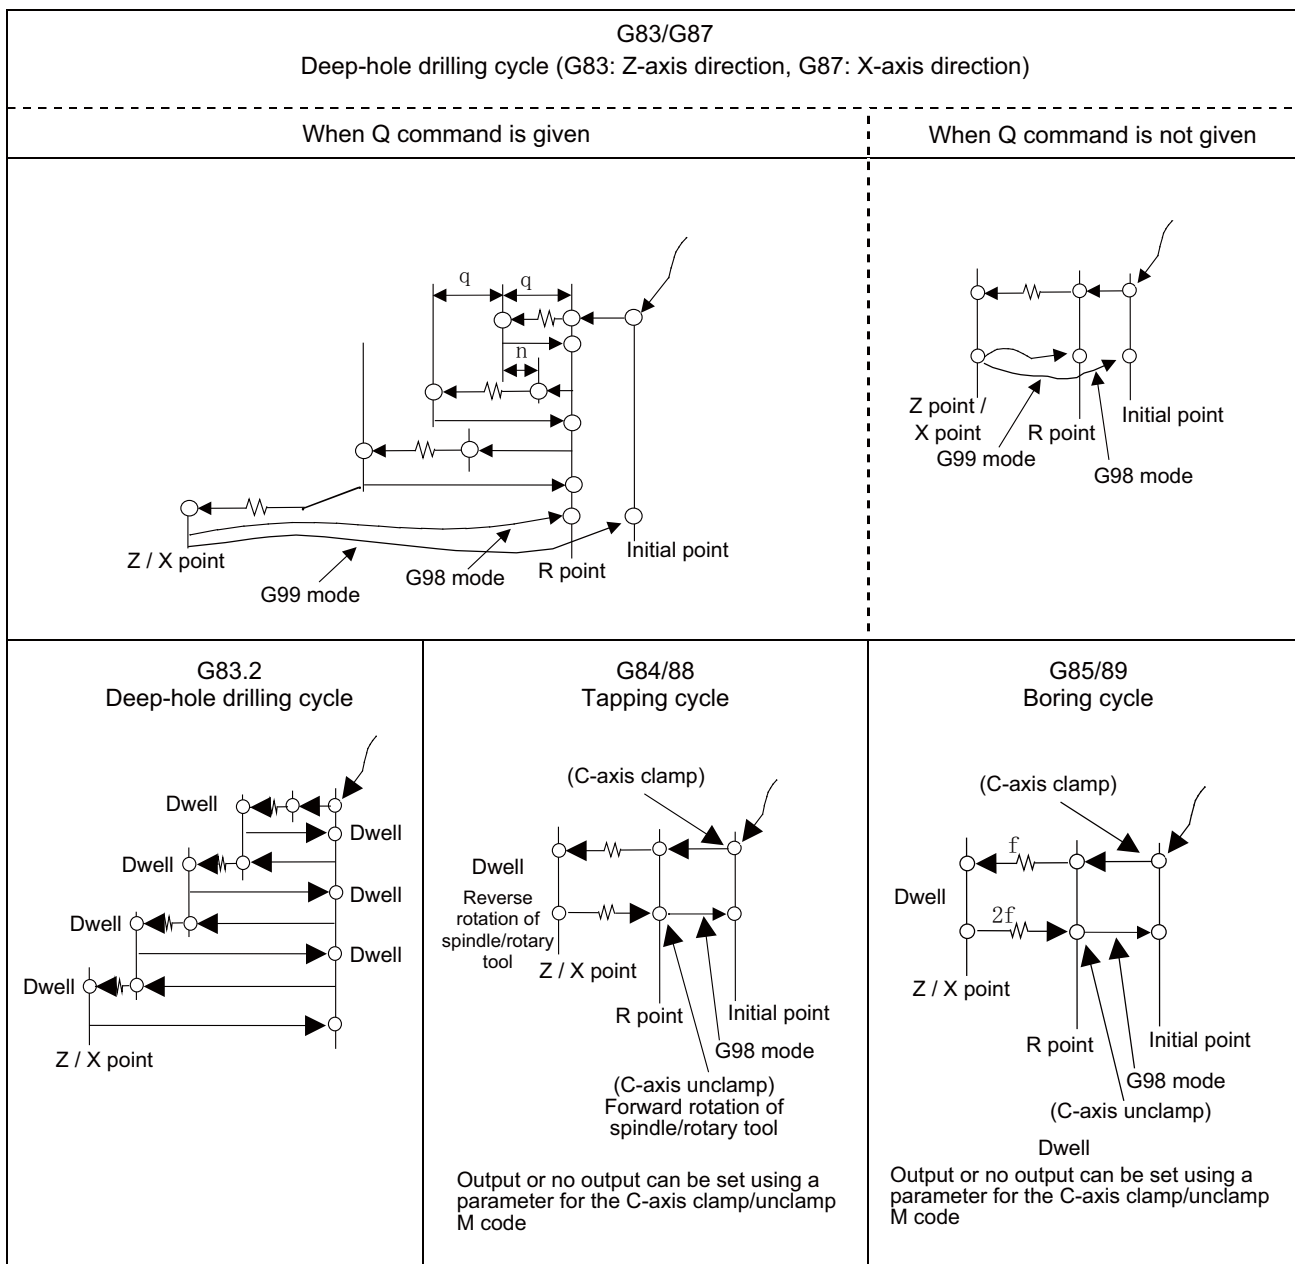 G83/G87
Deep-hole drilling cycle (G83: Z-axis direction, G87: X-axis direction)
When Q command is given
When Q command is not given
q
q
n
Z / X point
G99 mode
G98 mode
R point
Initial point
Z point /
X point
R point
Initial point
G99 mode
G98 mode
G83.2
Deep-hole drilling cycle
Dwell
Dwell
Dwell
Dwell
Dwell
Dwell
Dwell
Z / X point
G84/88
Tapping cycle
(C-axis clamp)
Dwell
Reverse
rotation of
spindle/rotary
tool
Z / X point
R point
Initial point
G98 mode
(C-axis unclamp)
Forward rotation of
spindle/rotary tool
Output or no output can be set using a
parameter for the C-axis clamp/unclamp
M code
G85/89
Boring cycle
(C-axis clamp)
f
Dwell
2f
Z / X point
R point
Initial point
G98 mode
(C-axis unclamp)
Dwell
Output or no output can be set using a
parameter for the C-axis clamp/unclamp
M code